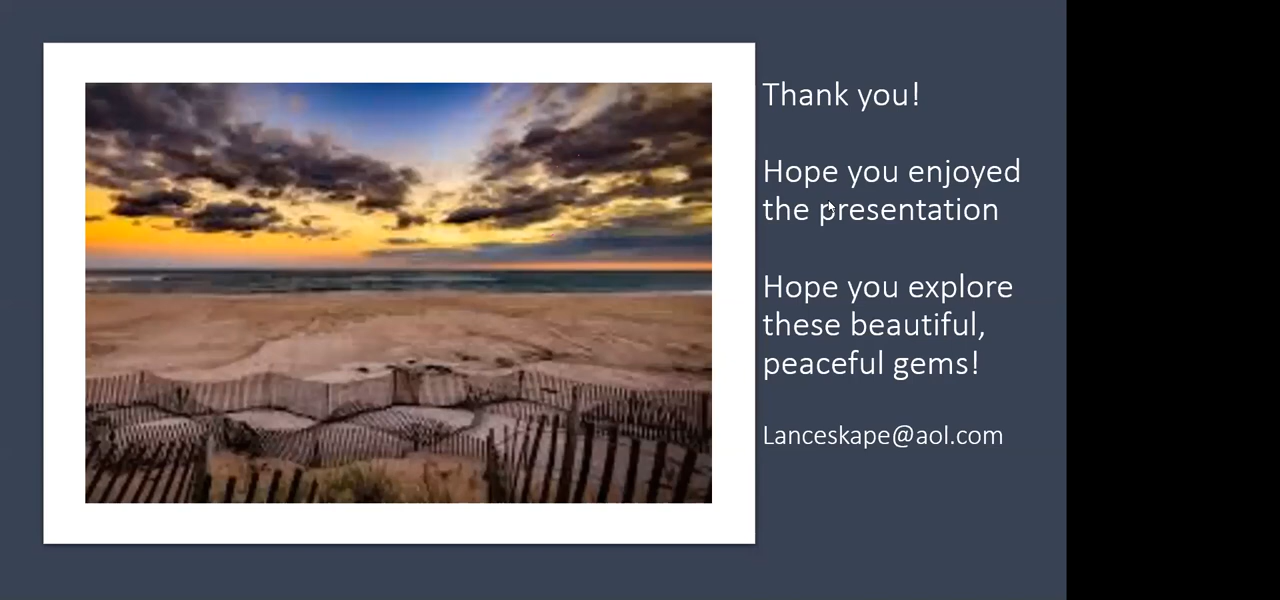 Thank you!
Hope you enjoyed
the presentation
Hope you explore
these beautiful,
peaceful gems!
Lanceskape@aol.com